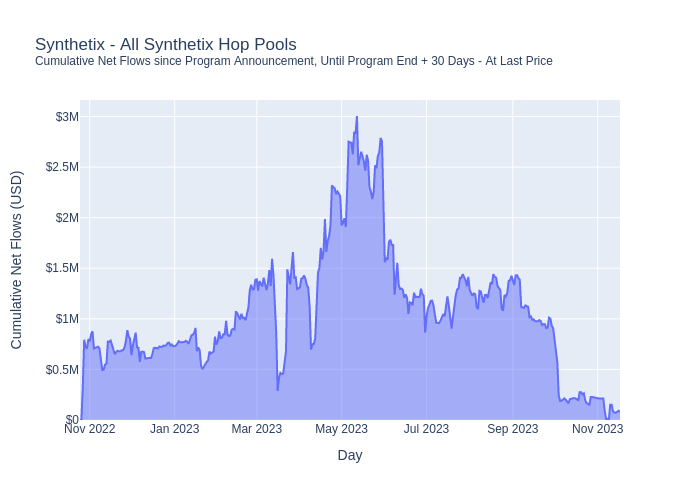 Synthetix - All Synthetix Hop Pools
Cumulative Net Flows since Program Announcement, Until Program End + 30 Days - At Last Price
Cumulative Net Flows (USD)
$3M
$2.5M
$2M
$1.5M
$1M
$0.5M
$0
Nov 2022 Jan 2023 Mar 2023 May 2023 Jul 2023 Sep 2023 Nov 2023
Day